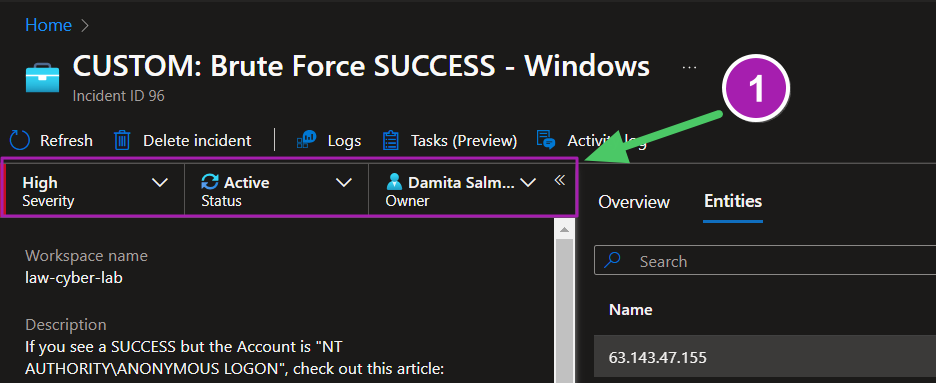 Home
CUSTOM: Brute Force SUCCESS - Windows ...
Incident ID 96
1
Refresh Delete incident Logs Tasks (Preview) Activity log
High Active Damita Salm...
Severity Status Owner
Overview Entities
Workspace name
law-cyber-lab
Search
Description
Name
If you see a SUCCESS but the Account is "NT
AUTHORITY\ANONYMOUS LOGON", check out this article:
63.143.47.155